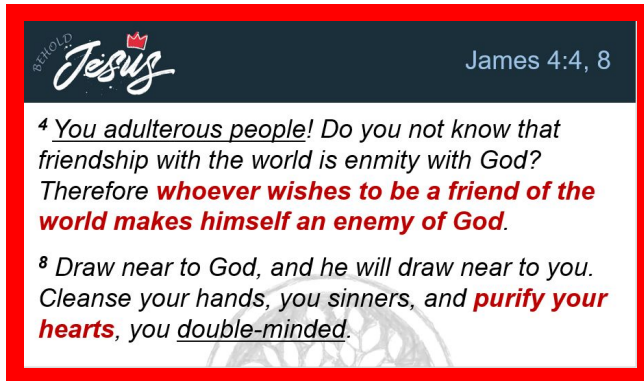 BEHOLD
Jesus
James 4:4, 8
4 You adulterous people! Do you not know that
friendship with the world is enmity with God?
Therefore whoever wishes to be a friend of the
world makes himself an enemy of God.
8 Draw near to God, and he will draw near to you.
Cleanse your hands, you sinners, and purify your
hearts, you double-minded.